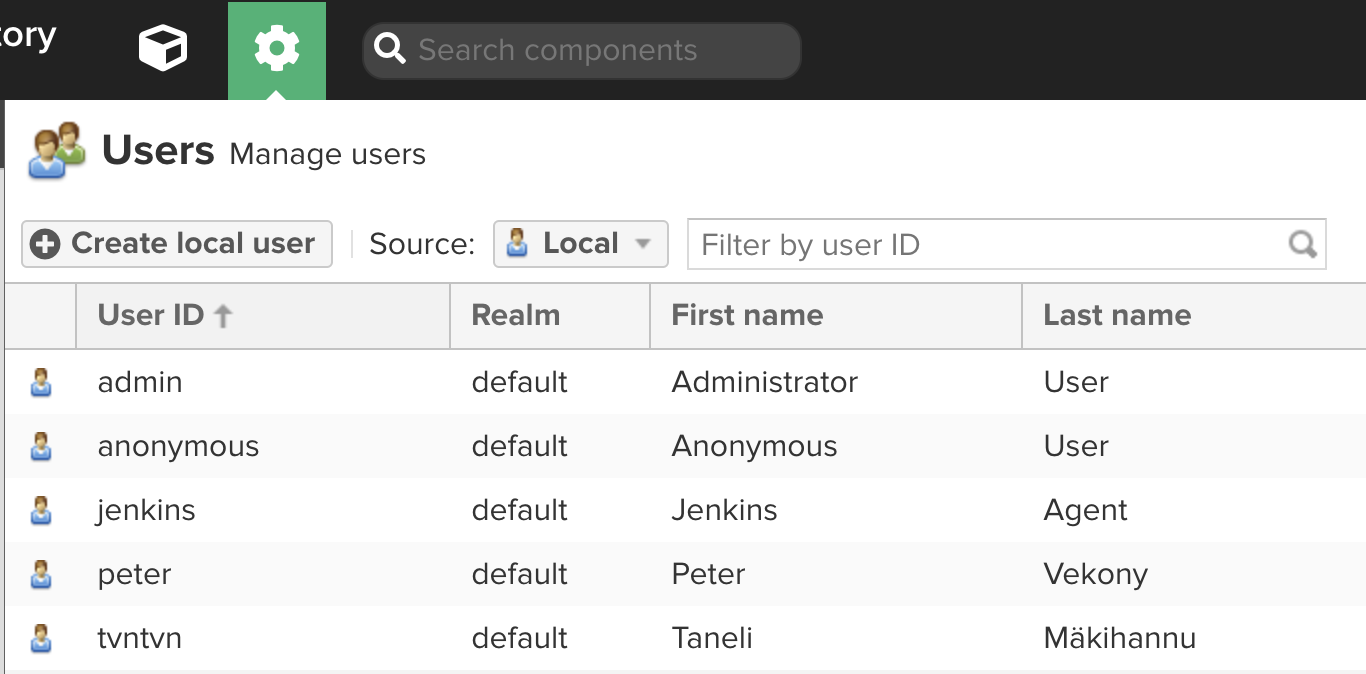 tory
Search components
Users Manage users
Create local user Source: Local Filter by user ID
User ID Realm First name Last name
admin default Administrator User
anonymous default Anonymous User
jenkins default Jenkins Agent
peter default Peter Vekony
tvntvn default Taneli Mäkihannu